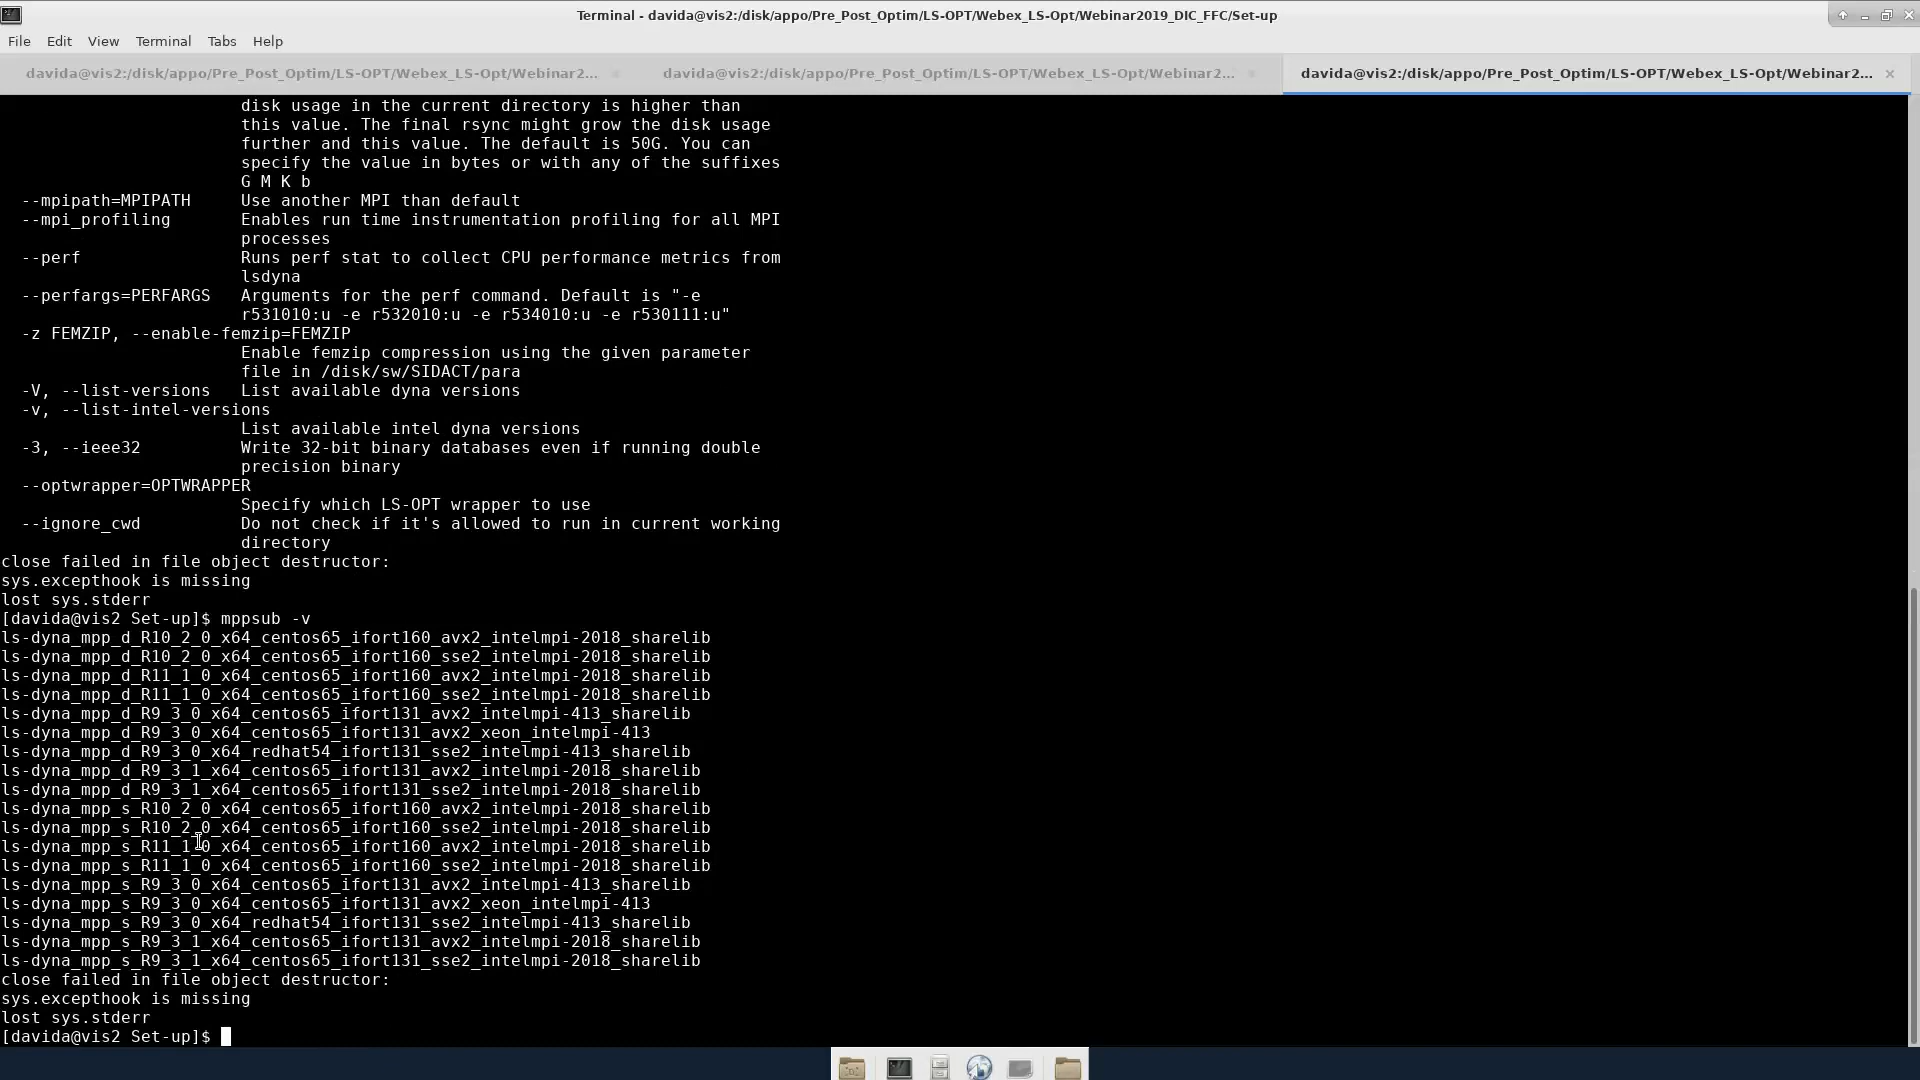 Terminal - davida@vis2:/disk/appo/Pre_Post_Optim/LS-OPT/Webex_LS-Opt/Webinar2019_DIC_FFC/Set-up
File Edit View Terminal Tabs Help
davida@vis2:/disk/appo/Pre_Post_Optim/LS-OPT/Webex_LS-Opt/Webinar2... davida@vis2:/disk/appo/Pre_Post_Optim/LS-OPT/Webex_LS-Opt/Webinar2... davida@vis2:/disk/appo/Pre_Post_Optim/LS-OPT/Webex_LS-Opt/Webinar2...
disk usage in the current directory is higher than
this value. The final rsync might grow the disk usage
further and this value. The default is 50G. You can
specify the value in bytes or with any of the suffixes
G M K b
--mpipath=MPIPATH Use another MPI than default
--mpi_profiling Enables run time instrumentation profiling for all MPI
processes
--perf Runs perf stat to collect CPU performance metrics from
lsdyna
--perfargs=PERFARGS Arguments for the perf command. Default is "-e
r531010:u -e r532010:u -e r534010:u -e r530111:u"
-z FEMZIP, --enable-femzip=FEMZIP
Enable femzip compression using the given parameter
file in /disk/sw/SIDACT/para
-V, --list-versions List available dyna versions
-v, --list-intel-versions
List available intel dyna versions
-3, --ieee32 Write 32-bit binary databases even if running double
precision binary
--optwrapper=OPTWRAPPER
Specify which LS-OPT wrapper to use
--ignore_cwd Do not check if it's allowed to run in current working
directory
close failed in file object destructor:
sys.excepthook is missing
lost sys.stderr
[davida@vis2 Set-up]$ mppsub -v
ls-dyna_mpp_d_R10_2_0_x64_centos65_ifort160_avx2_intelmpi-2018_sharelib
ls-dyna_mpp_d_R10_2_0_x64_centos65_ifort160_sse2_intelmpi-2018_sharelib
ls-dyna_mpp_d_R11_1_0_x64_centos65_ifort160_avx2_intelmpi-2018_sharelib
ls-dyna_mpp_d_R11_1_0_x64_centos65_ifort160_sse2_intelmpi-2018_sharelib
ls-dyna_mpp_d_R9_3_0_x64_centos65_ifort131_avx2_intelmpi-413_sharelib
ls-dyna_mpp_d_R9_3_0_x64_centos65_ifort131_avx2_xeon_intelmpi-413
ls-dyna_mpp_d_R9_3_0_x64_redhat54_ifort131_sse2_intelmpi-413_sharelib
ls-dyna_mpp_d_R9_3_1_x64_centos65_ifort131_avx2_intelmpi-2018_sharelib
ls-dyna_mpp_d_R9_3_1_x64_centos65_ifort131_sse2_intelmpi-2018_sharelib
ls-dyna_mpp_s_R10_2_0_x64_centos65_ifort160_avx2_intelmpi-2018_sharelib
ls-dyna_mpp_s_R10_2_0_x64_centos65_ifort160_sse2_intelmpi-2018_sharelib
ls-dyna_mpp_s_R11_1_0_x64_centos65_ifort160_avx2_intelmpi-2018_sharelib
ls-dyna_mpp_s_R11_1_0_x64_centos65_ifort160_sse2_intelmpi-2018_sharelib
ls-dyna_mpp_s_R9_3_0_x64_centos65_ifort131_avx2_intelmpi-413_sharelib
ls-dyna_mpp_s_R9_3_0_x64_centos65_ifort131_avx2_xeon_intelmpi-413
ls-dyna_mpp_s_R9_3_0_x64_redhat54_ifort131_sse2_intelmpi-413_sharelib
ls-dyna_mpp_s_R9_3_1_x64_centos65_ifort131_avx2_intelmpi-2018_sharelib
ls-dyna_mpp_s_R9_3_1_x64_centos65_ifort131_sse2_intelmpi-2018_sharelib
close failed in file object destructor:
sys.excepthook is missing
lost sys.stderr
[davida@vis2 Set-up]$